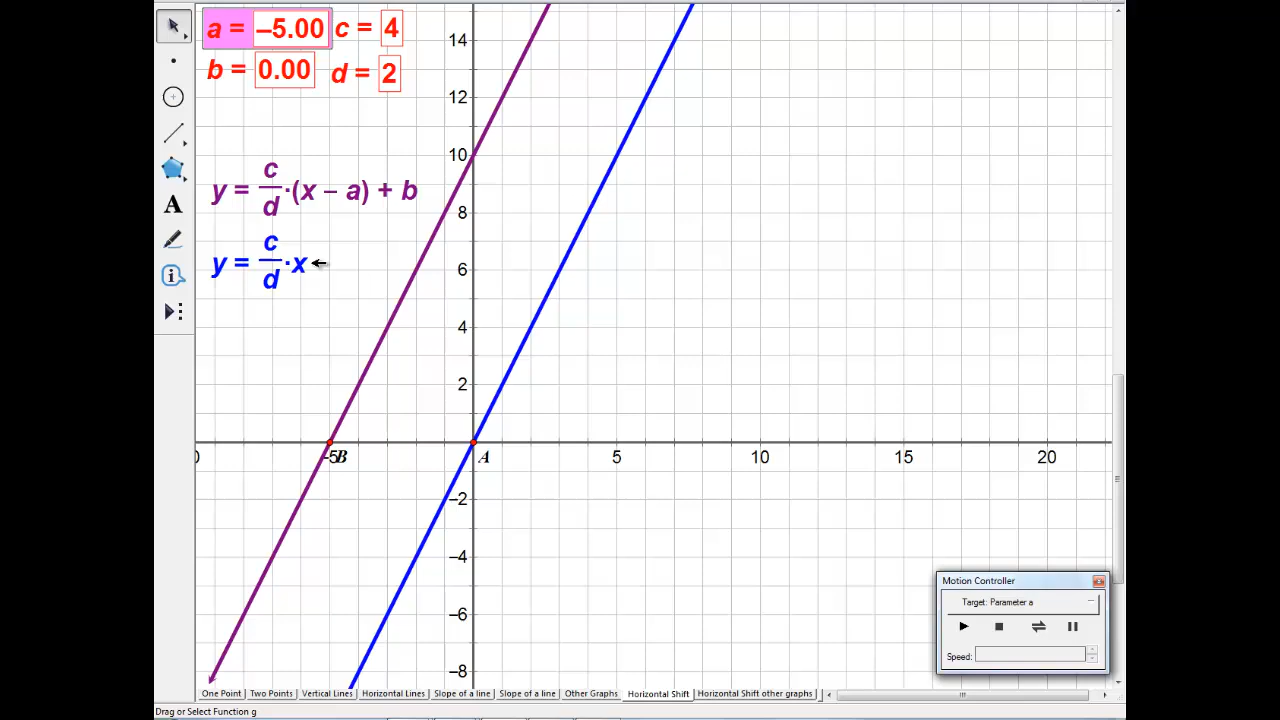 a = –5.00 c = 4
b = 0.00 d = 2
y = c/d·(x – a) + b
y = c/d·x
A
14
12
10
8
6
4
2
0 -5 B A 5 10 15 20
–2
–4
–6
–8
Motion Controller
Target: Parameter a
Speed:
One Point Two Points Vertical Lines Horizontal Lines Slope of a line Slope of a line Other Graphs Horizontal Shift Horizontal Shift other graphs
Drag or Select Function g